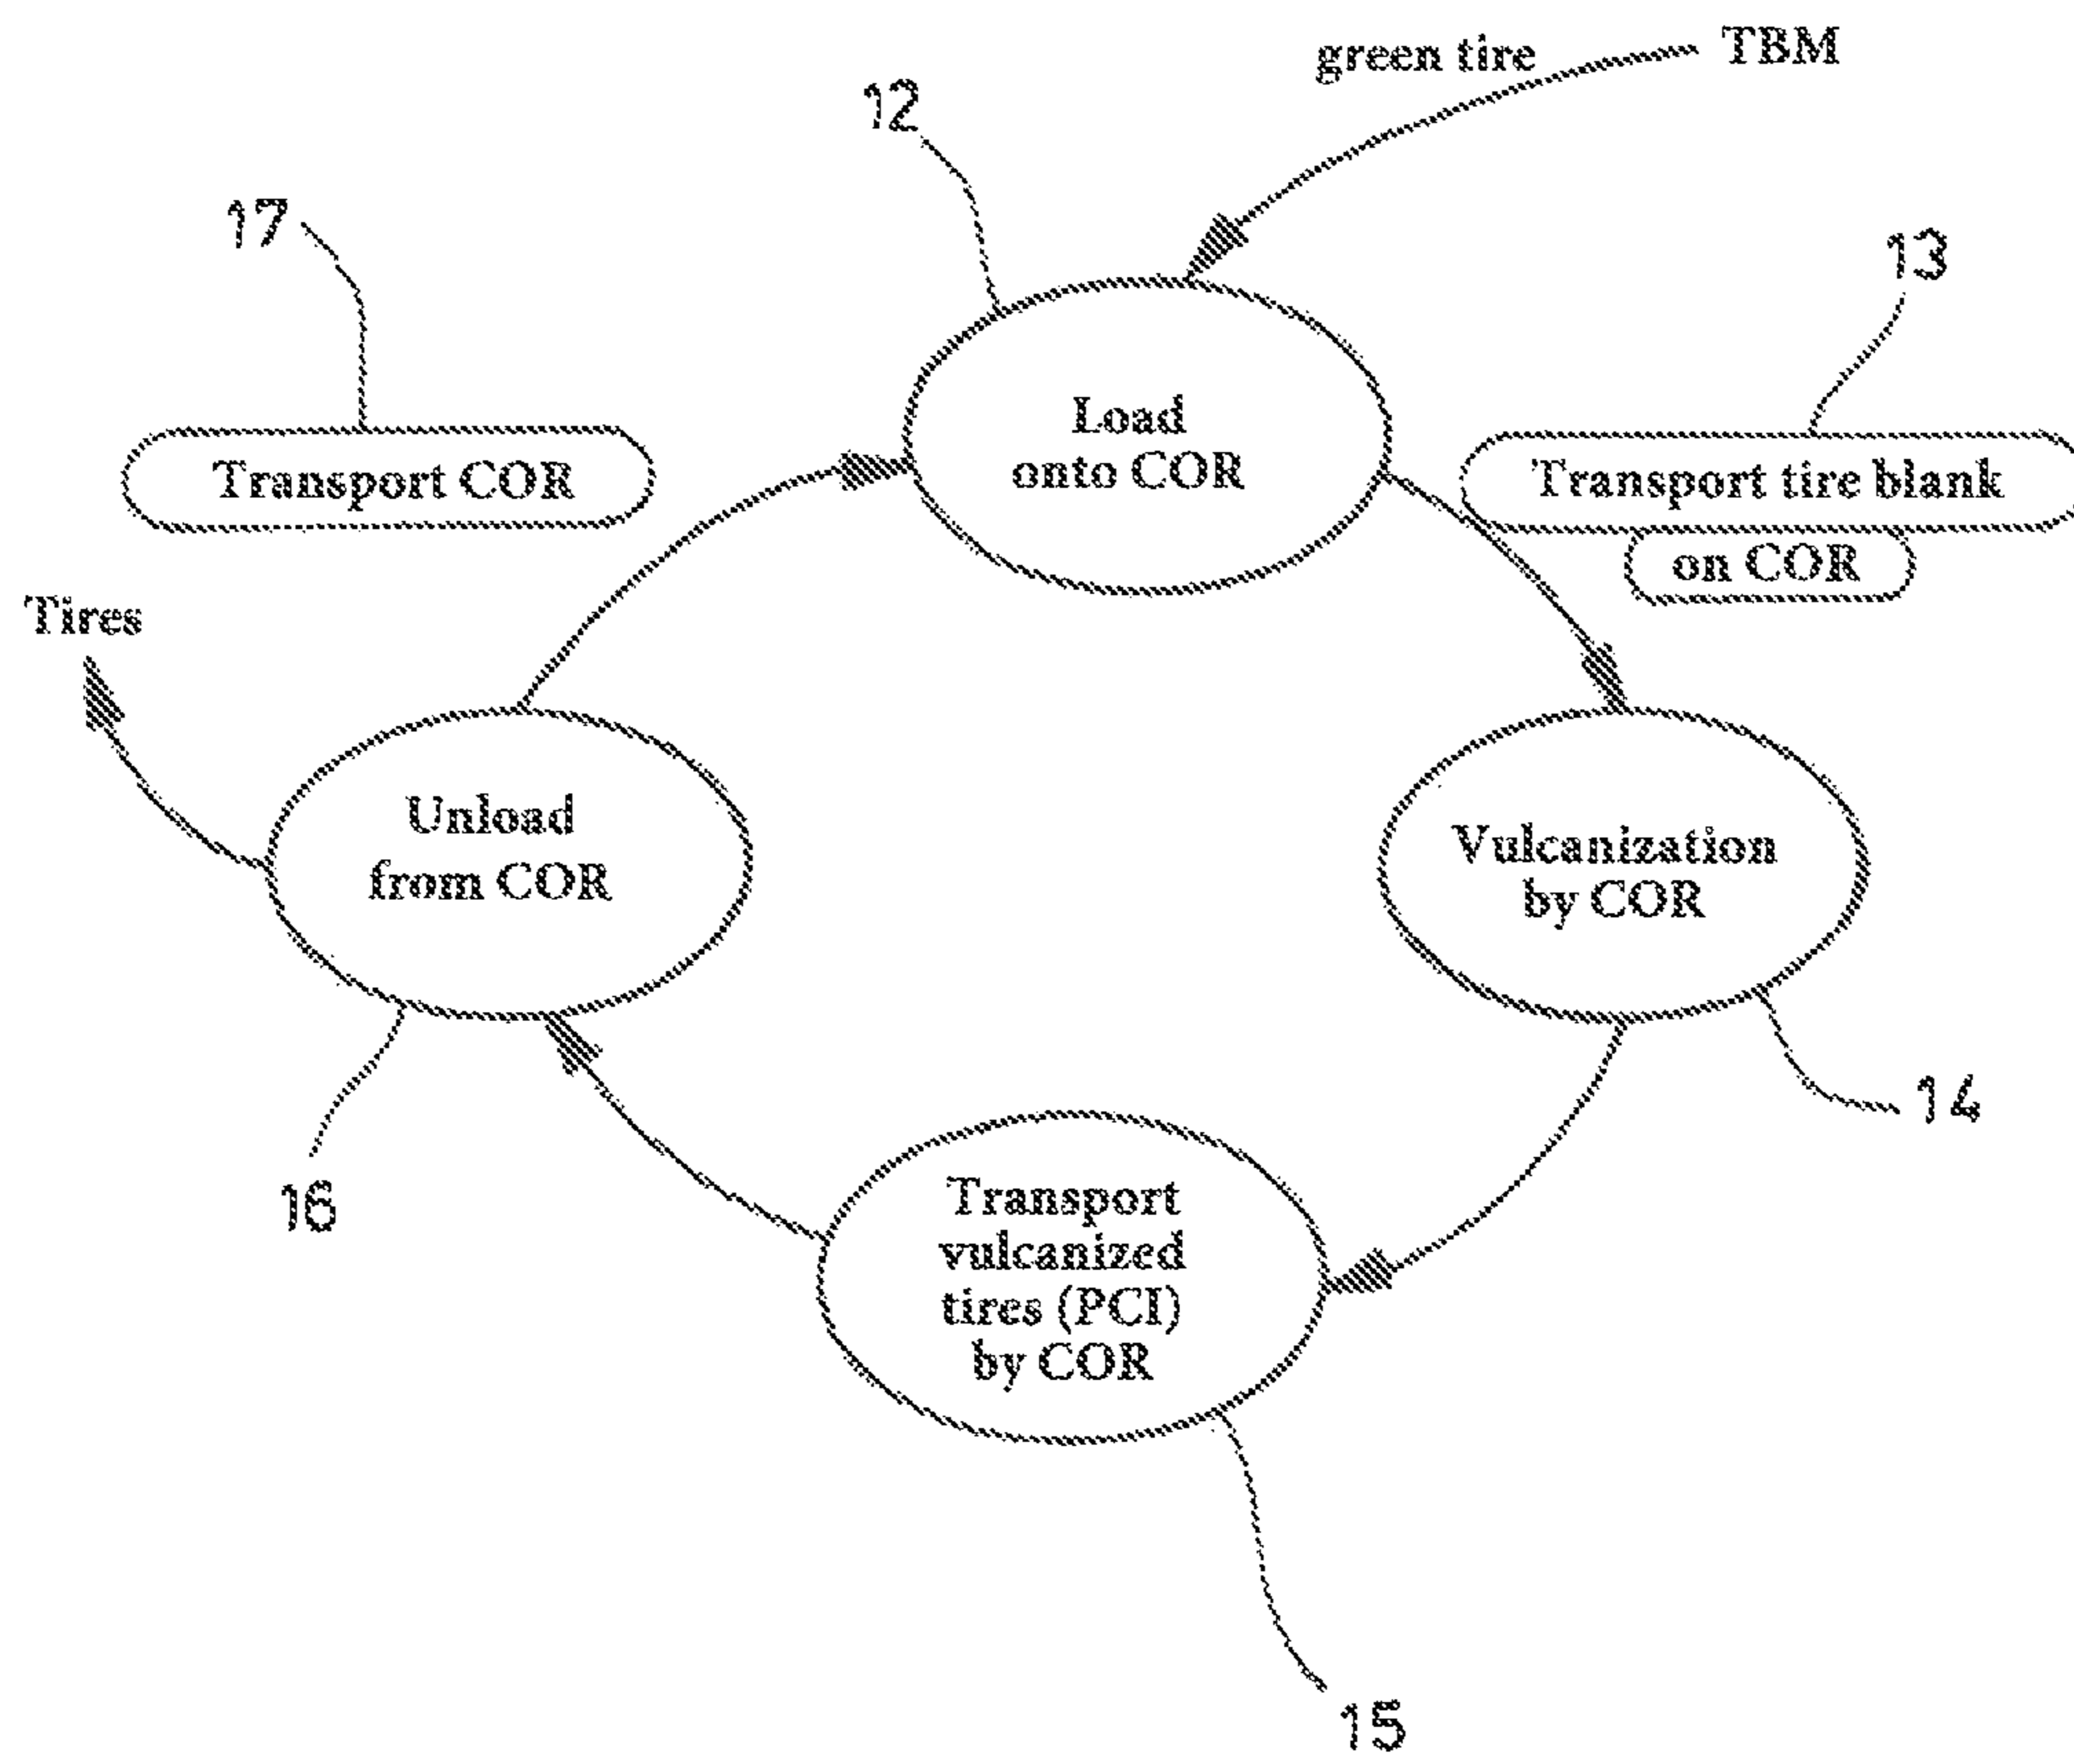 green tire
TBM
12
17
13
Load
onto COR
Transport COR
Transport tire blank
on COR
Tires
Unload
from COR
Vulcanization
by COR
14
16
Transport
vulcanized
tires (PCI)
by COR
15